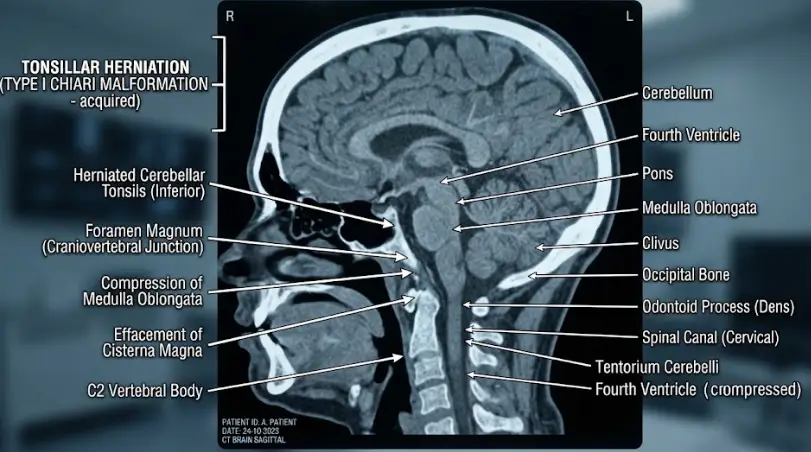 R
L
TONSILLAR HERNIATION
(TYPE I CHIARI MALFORMATION
- acquired)
Herniated Cerebellar
Tonsils (Inferior)
Foramen Magnum
(Craniovertebral Junction)
Compression of
Medulla Oblongata
Effacement of
Cisterna Magna
C2 Vertebral Body
Cerebellum
Fourth Ventricle
Pons
Medulla Oblongata
Clivus
Occipital Bone
Odontoid Process (Dens)
Spinal Canal (Cervical)
Tentorium Cerebelli
Fourth Ventricle (crompressed)
PATIENT ID: A. PATIENT
DATE: 24-10-2023
CT BRAIN SAGITTAL